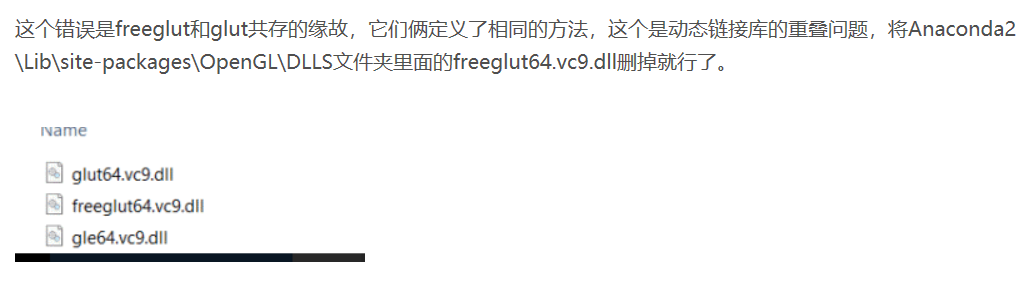 这个错误是freeglut和glut共存的缘故，它们俩定义了相同的方法，这个是动态链接库的重叠问题，将Anaconda2
\Lib\site-packages\OpenGL\DLLS文件夹里面的freeglut64.vc9.dll删掉就行了。
Name
glut64.vc9.dll
freeglut64.vc9.dll
gle64.vc9.dll